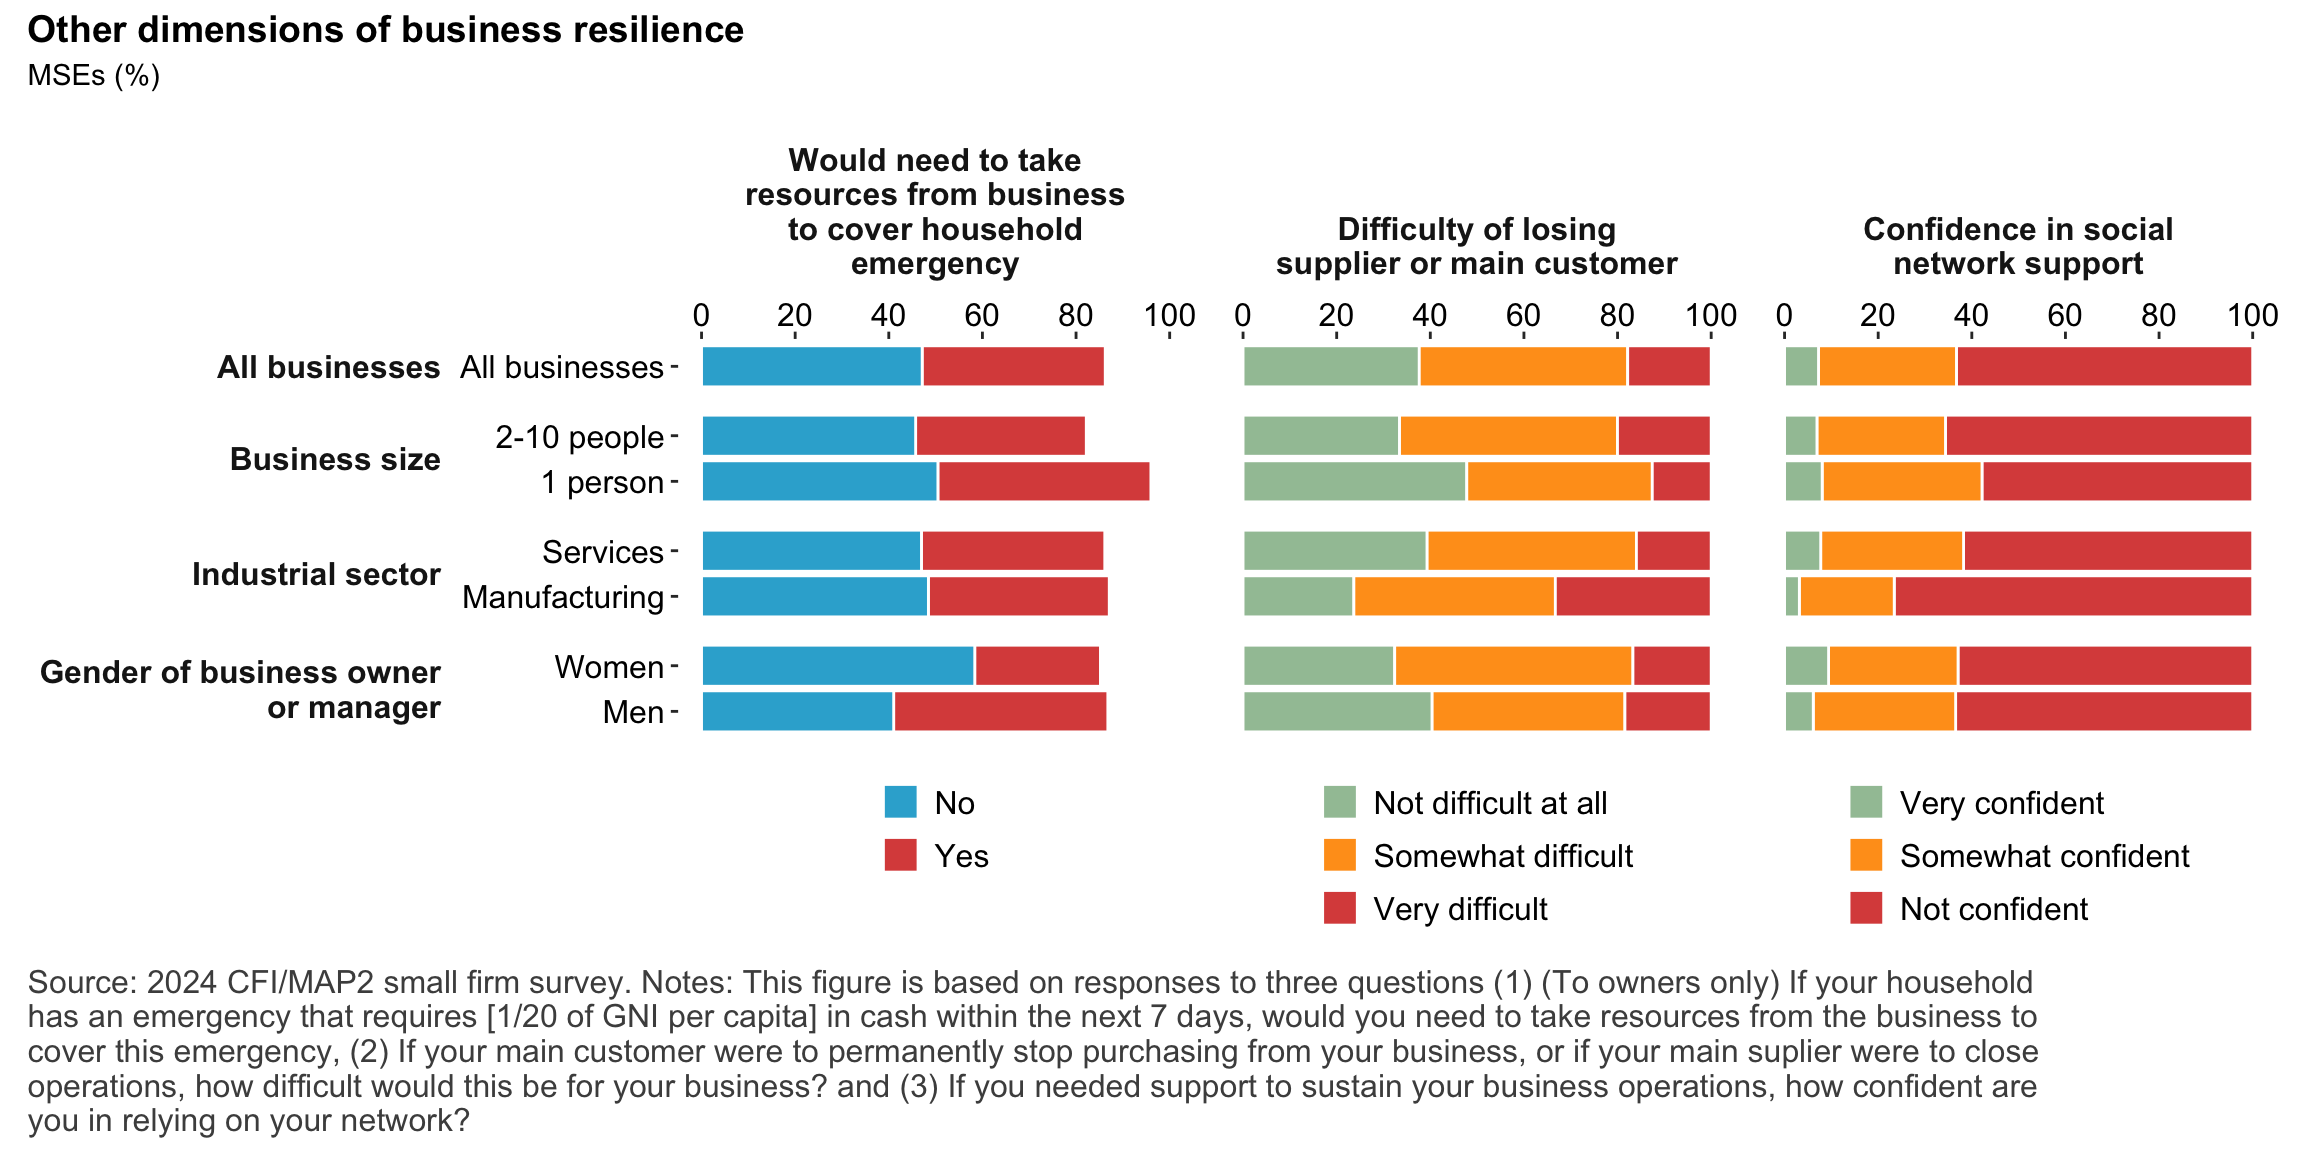 Other dimensions of business resilience
MSEs (%)
Would need to take
resources from business
to cover household
emergency
Difficulty of losing
supplier or main customer
Confidence in social
network support
0 20 40 60 80 100
0 20 40 60 80 100
0 20 40 60 80 100
All businesses
All businesses
Business size
2-10 people
1 person
Industrial sector
Services
Manufacturing
Gender of business owner
or manager
Women
Men
No
Yes
Not difficult at all
Somewhat difficult
Very difficult
Very confident
Somewhat confident
Not confident
Source: 2024 CFI/MAP2 small firm survey. Notes: This figure is based on responses to three questions (1) (To owners only) If your household
has an emergency that requires [1/20 of GNI per capita] in cash within the next 7 days, would you need to take resources from the business to
cover this emergency, (2) If your main customer were to permanently stop purchasing from your business, or if your main suplier were to close
operations, how difficult would this be for your business? and (3) If you needed support to sustain your business operations, how confident are
you in relying on your network?